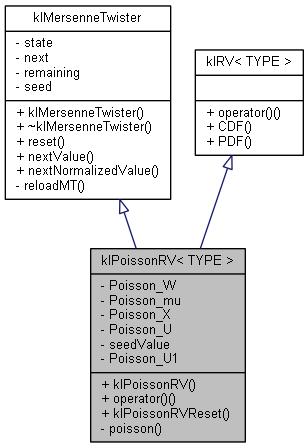 klMersenneTwister
- state
- next
- remaining
- seed
+ klMersenneTwister()
+ ~klMersenneTwister()
+ reset()
+ nextValue()
+ nextNormalizedValue()
- reloadMT()
klRV< TYPE >
+ operator()()
+ CDF()
+ PDF()
klPoissonRV< TYPE >
- Poisson_W
- Poisson_mu
- Poisson_X
- Poisson_U
- seedValue
- Poisson_U1
+ klPoissonRV()
+ operator()()
+ klPoissonRVReset()
- poisson()